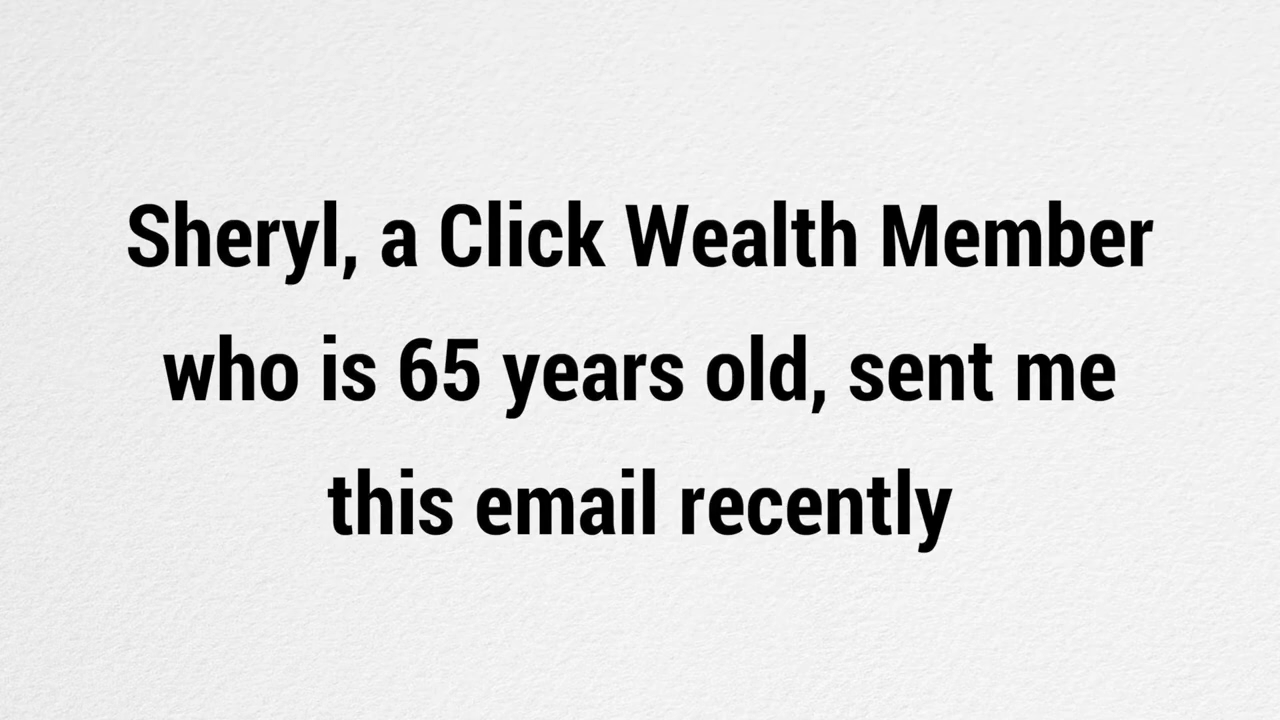 Sheryl, a Click Wealth Member
who is 65 years old, sent me
this email recently